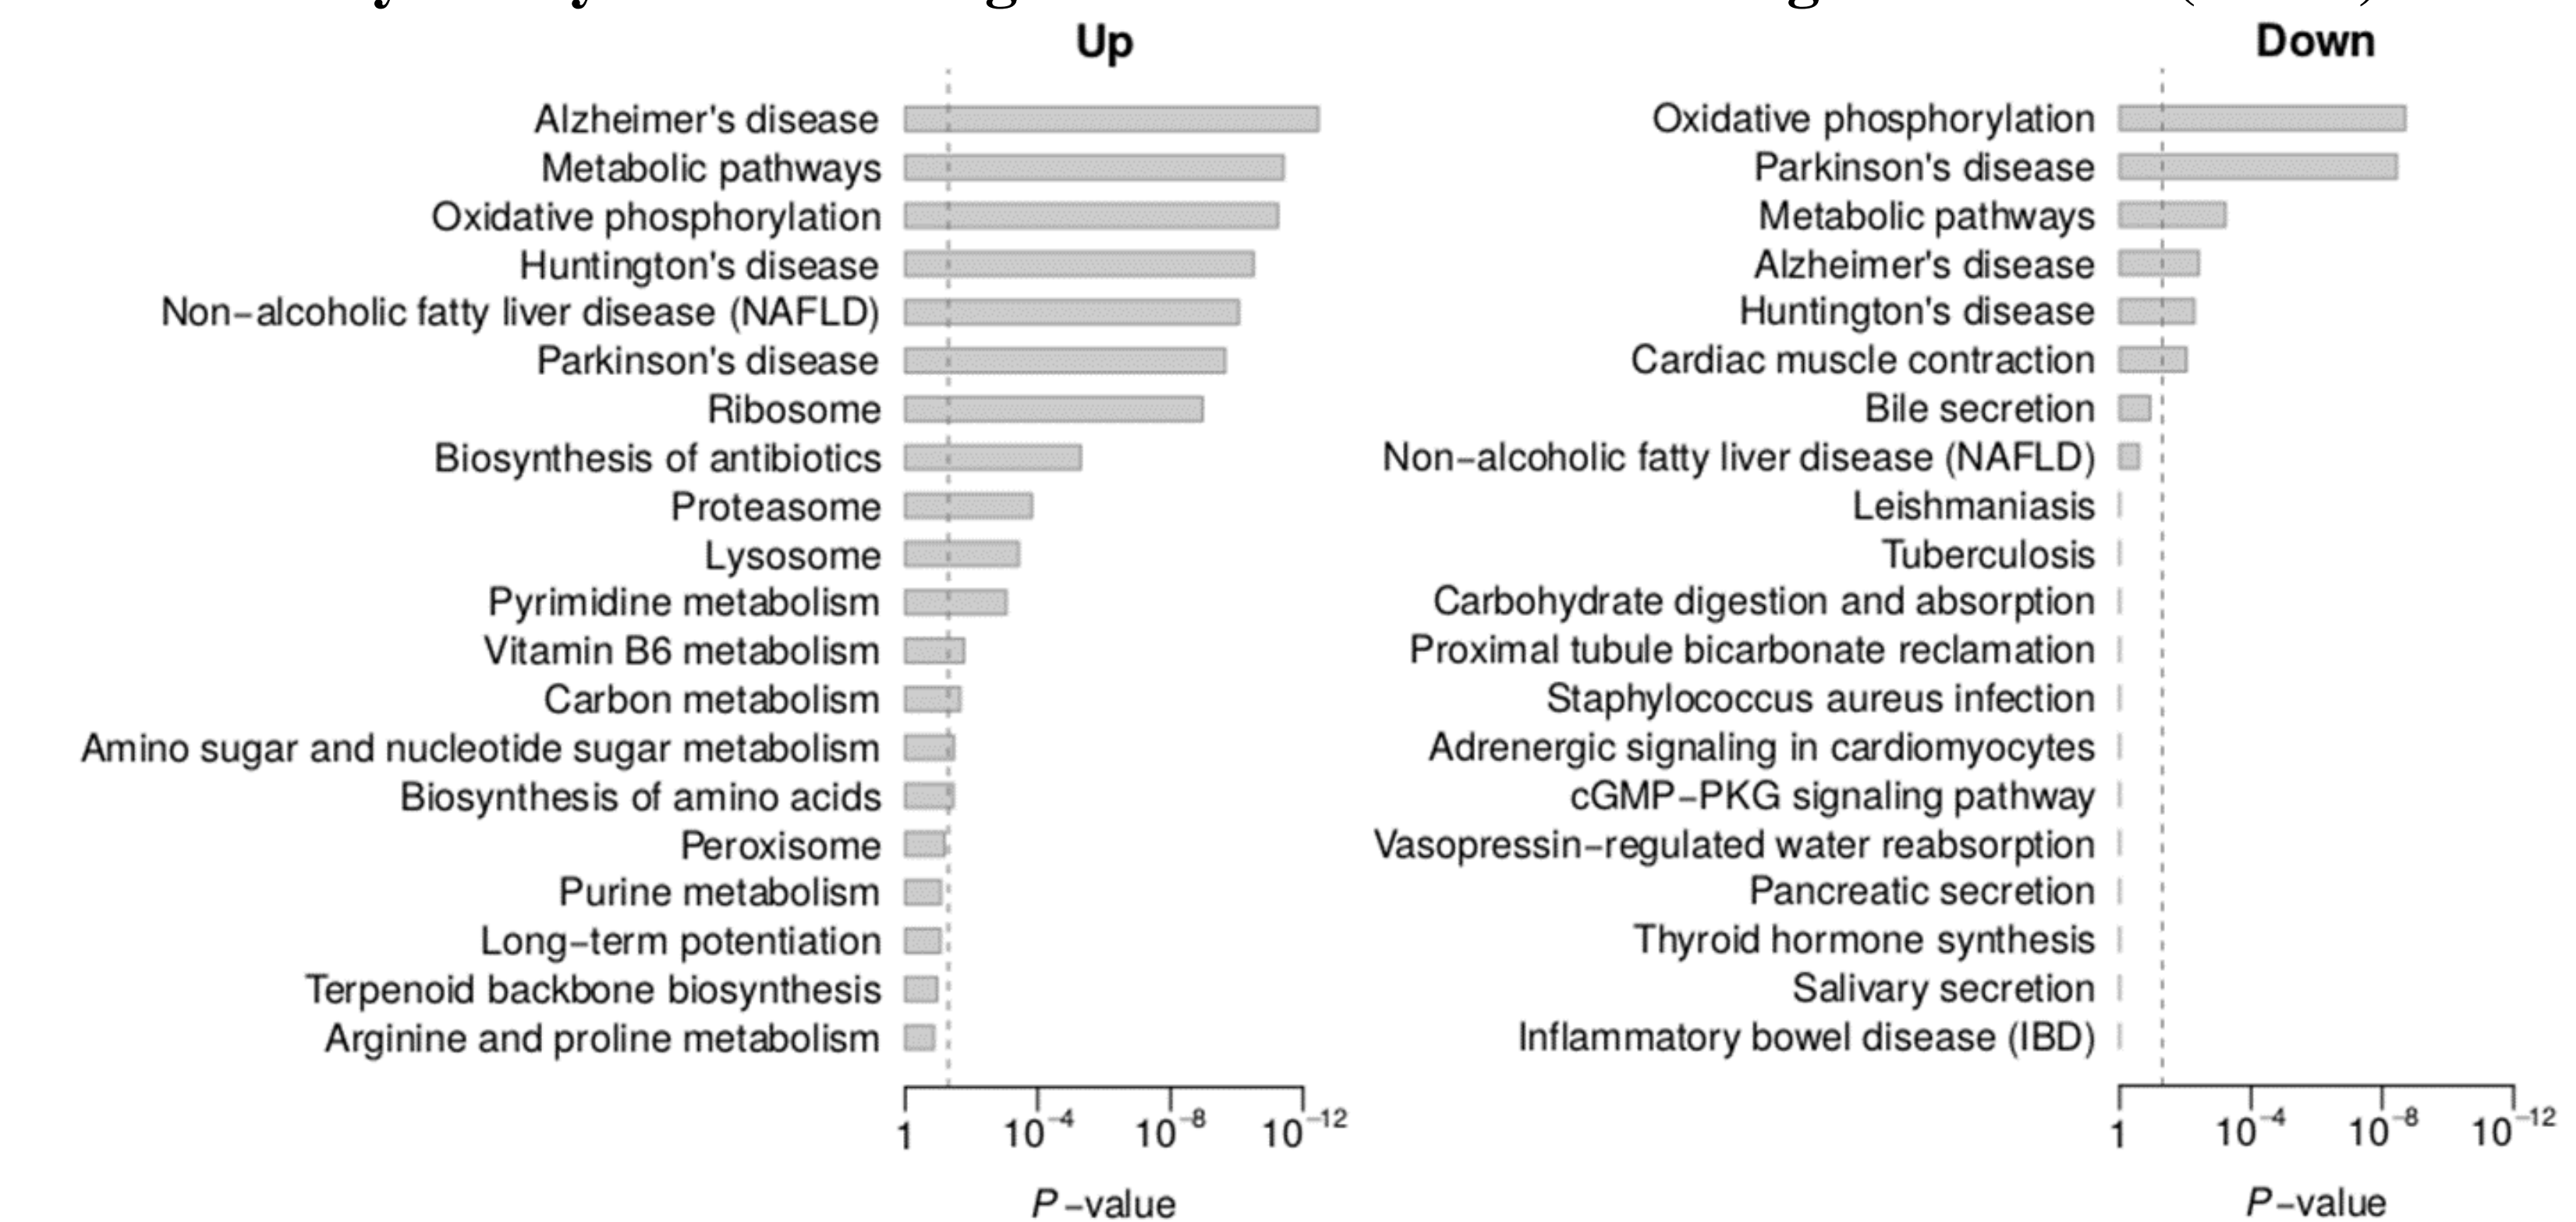 Up
Alzheimer's disease
Metabolic pathways
Oxidative phosphorylation
Huntington's disease
Non-alcoholic fatty liver disease (NAFLD)
Parkinson's disease
Ribosome
Biosynthesis of antibiotics
Proteasome
Lysosome
Pyrimidine metabolism
Vitamin B6 metabolism
Carbon metabolism
Amino sugar and nucleotide sugar metabolism
Biosynthesis of amino acids
Peroxisome
Purine metabolism
Long-term potentiation
Terpenoid backbone biosynthesis
Arginine and proline metabolism
1 10⁻⁴ 10⁻⁸ 10⁻¹²
P-value
Down
Oxidative phosphorylation
Parkinson's disease
Metabolic pathways
Alzheimer's disease
Huntington's disease
Cardiac muscle contraction
Bile secretion
Non-alcoholic fatty liver disease (NAFLD)
Leishmaniasis
Tuberculosis
Carbohydrate digestion and absorption
Proximal tubule bicarbonate reclamation
Staphylococcus aureus infection
Adrenergic signaling in cardiomyocytes
cGMP-PKG signaling pathway
Vasopressin-regulated water reabsorption
Pancreatic secretion
Thyroid hormone synthesis
Salivary secretion
Inflammatory bowel disease (IBD)
1 10⁻⁴ 10⁻⁸ 10⁻¹²
P-value